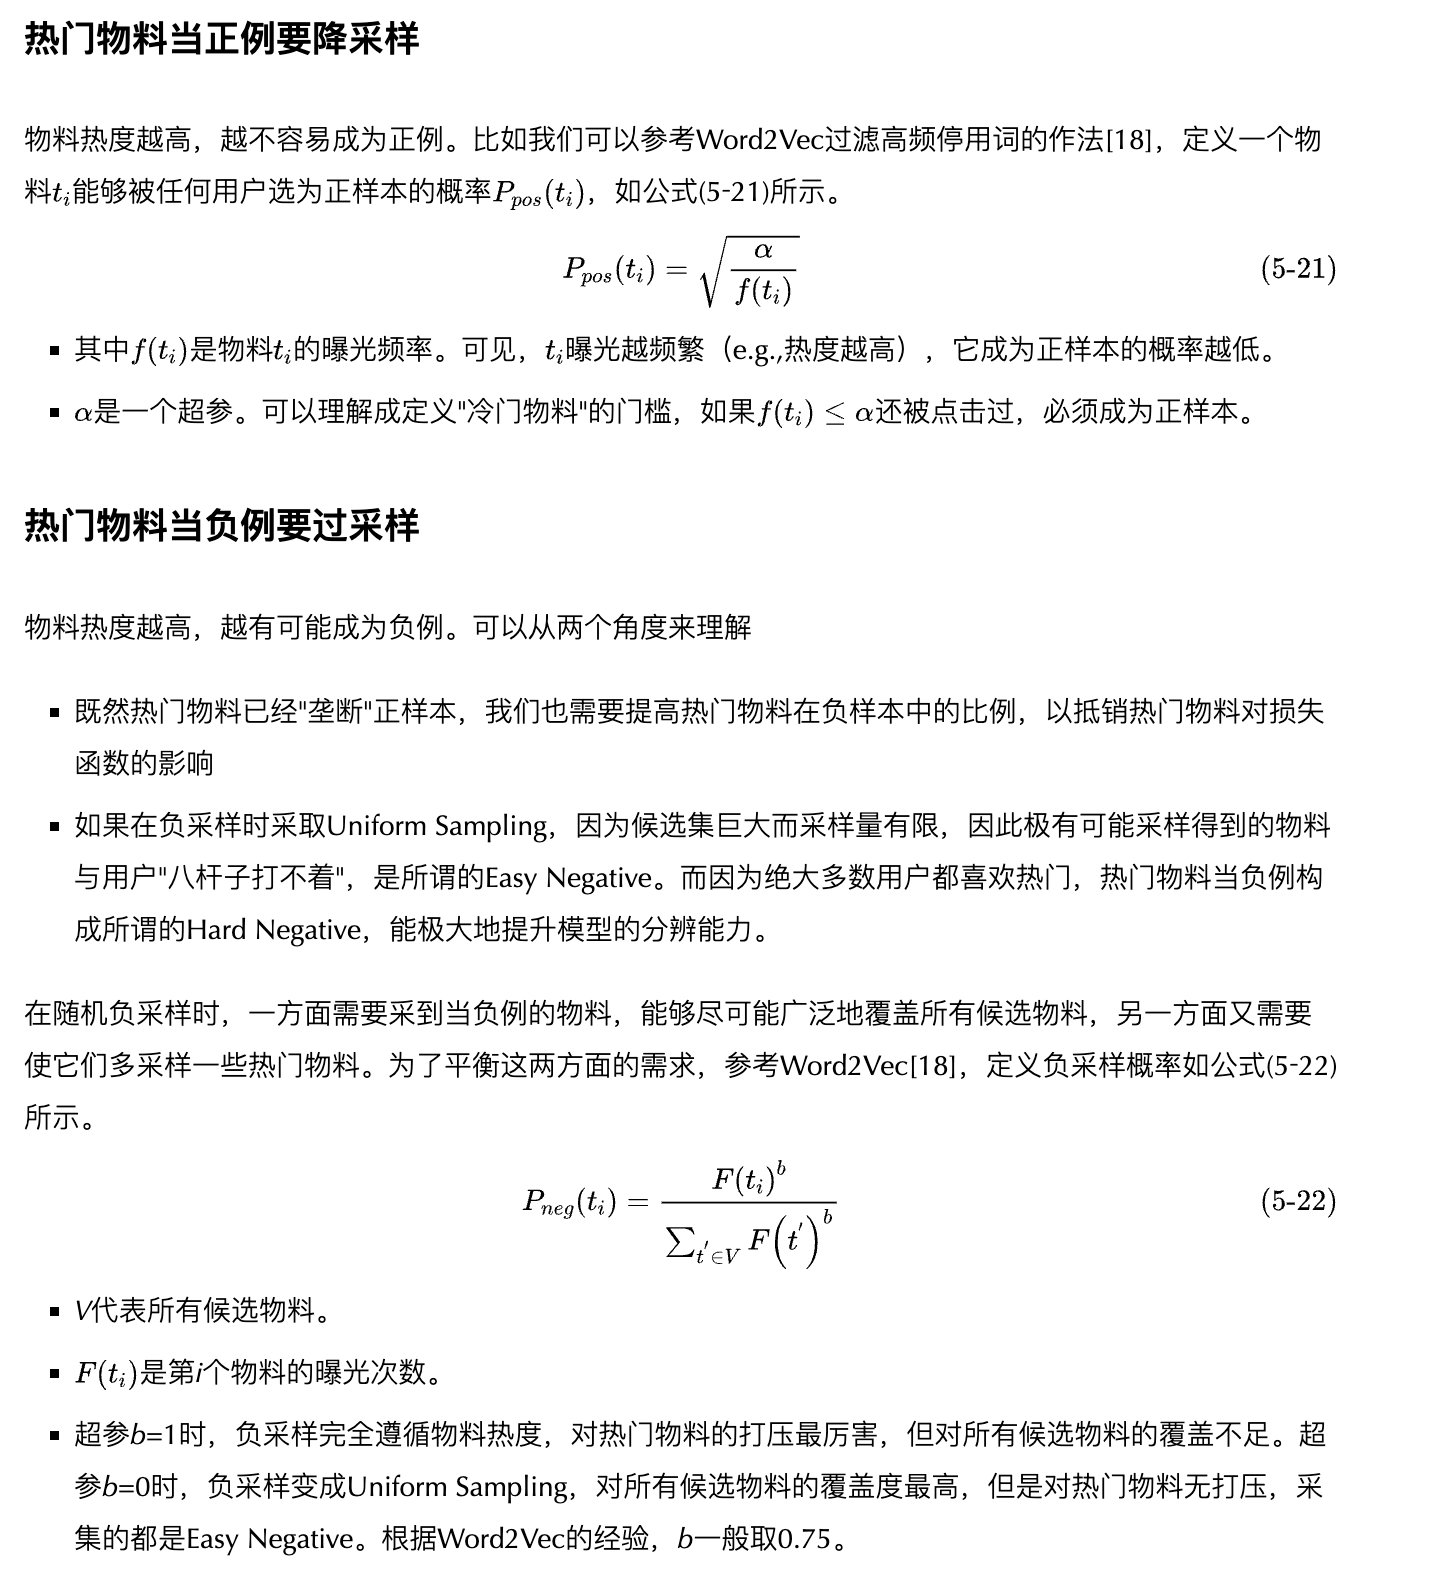 热门物料当正例要降采样
物料热度越高，越不容易成为正例。比如我们可以参考Word2Vec过滤高频停用词的作法[18]，定义一个物
料t_i能够被任何用户选为正样本的概率P_{pos}(t_i)，如公式(5-21)所示。
P_{pos}(t_i) = \sqrt{\frac{α}{f(t_i)}} (5-21)
▪ 其中f(t_i)是物料t_i的曝光频率。可见，t_i曝光越频繁（e.g.,热度越高），它成为正样本的概率越低。
▪ α是一个超参。可以理解成定义"冷门物料"的门槛，如果f(t_i) ≤ α还被点击过，必须成为正样本。
热门物料当负例要过采样
物料热度越高，越有可能成为负例。可以从两个角度来理解
▪ 既然热门物料已经"垄断"正样本，我们也需要提高热门物料在负样本中的比例，以抵销热门物料对损失
函数的影响
▪ 如果在负采样时采取Uniform Sampling，因为候选集巨大而采样量有限，因此极有可能采样得到的物料
与用户"八杆子打不着"，是所谓的Easy Negative。而因为绝大多数用户都喜欢热门，热门物料当负例构
成所谓的Hard Negative，能极大地提升模型的分辨能力。
在随机负采样时，一方面需要采到当负例的物料，能够尽可能广泛地覆盖所有候选物料，另一方面又需要
使它们多采样一些热门物料。为了平衡这两方面的需求，参考Word2Vec[18]，定义负采样概率如公式(5-22)
所示。
P_{neg}(t_i) = \frac{F(t_i)^b}{\sum_{t' ∈ V} F(t')^b} (5-22)
▪ V代表所有候选物料。
▪ F(t_i)是第i个物料的曝光次数。
▪ 超参b=1时，负采样完全遵循物料热度，对热门物料的打压最厉害，但对所有候选物料的覆盖不足。超
参b=0时，负采样变成Uniform Sampling，对所有候选物料的覆盖度最高，但是对热门物料无打压，采
集的都是Easy Negative。根据Word2Vec的经验，b一般取0.75。